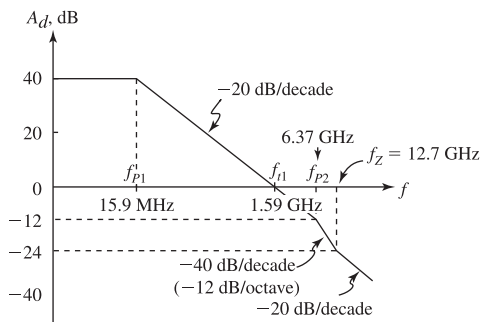 A_d, dB
40
−20 dB/decade
20
6.37 GHz
f_Z = 12.7 GHz
f_P1
f_t1
f_P2
0
f
15.9 MHz
1.59 GHz
−12
−24
−40 dB/decade
(−12 dB/octave)
−40
−20 dB/decade